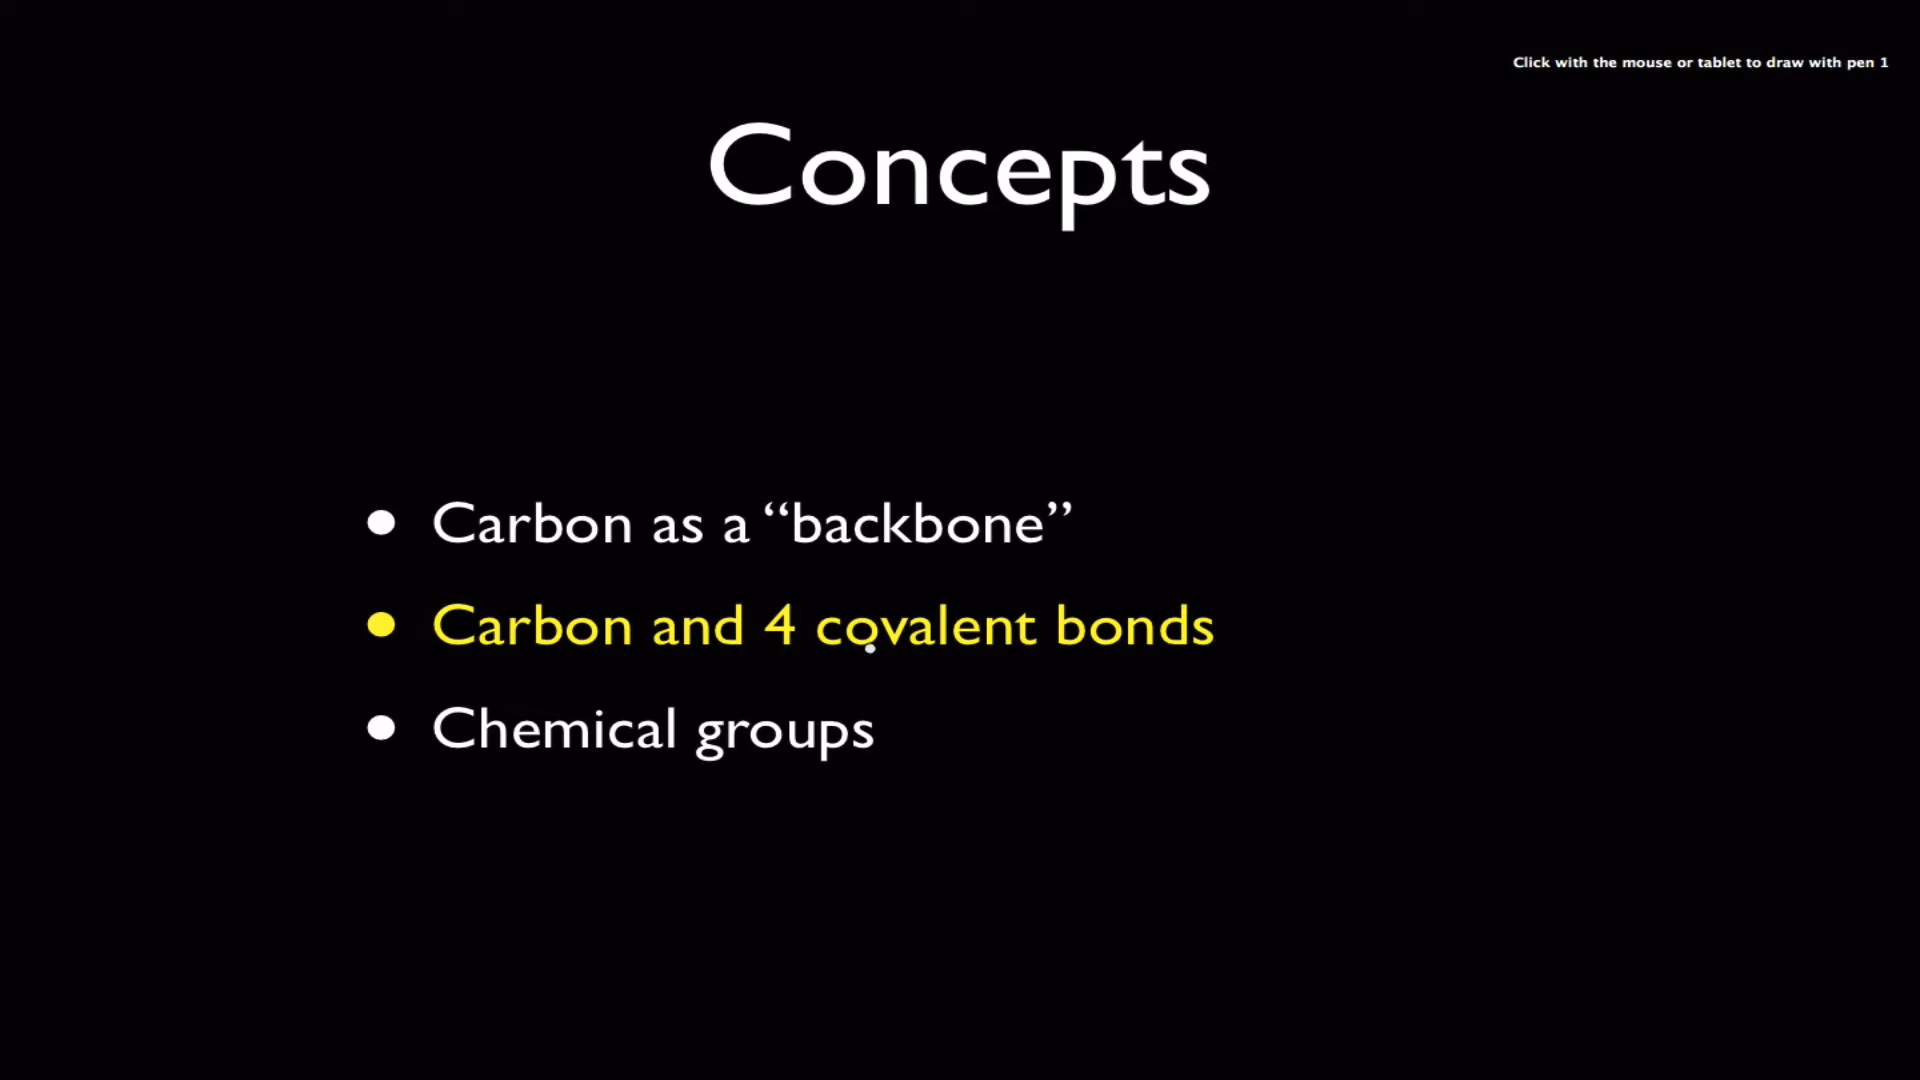 Click with the mouse or tablet to draw with pen 1
Concepts
• Carbon as a “backbone”
• Carbon and 4 covalent bonds
• Chemical groups